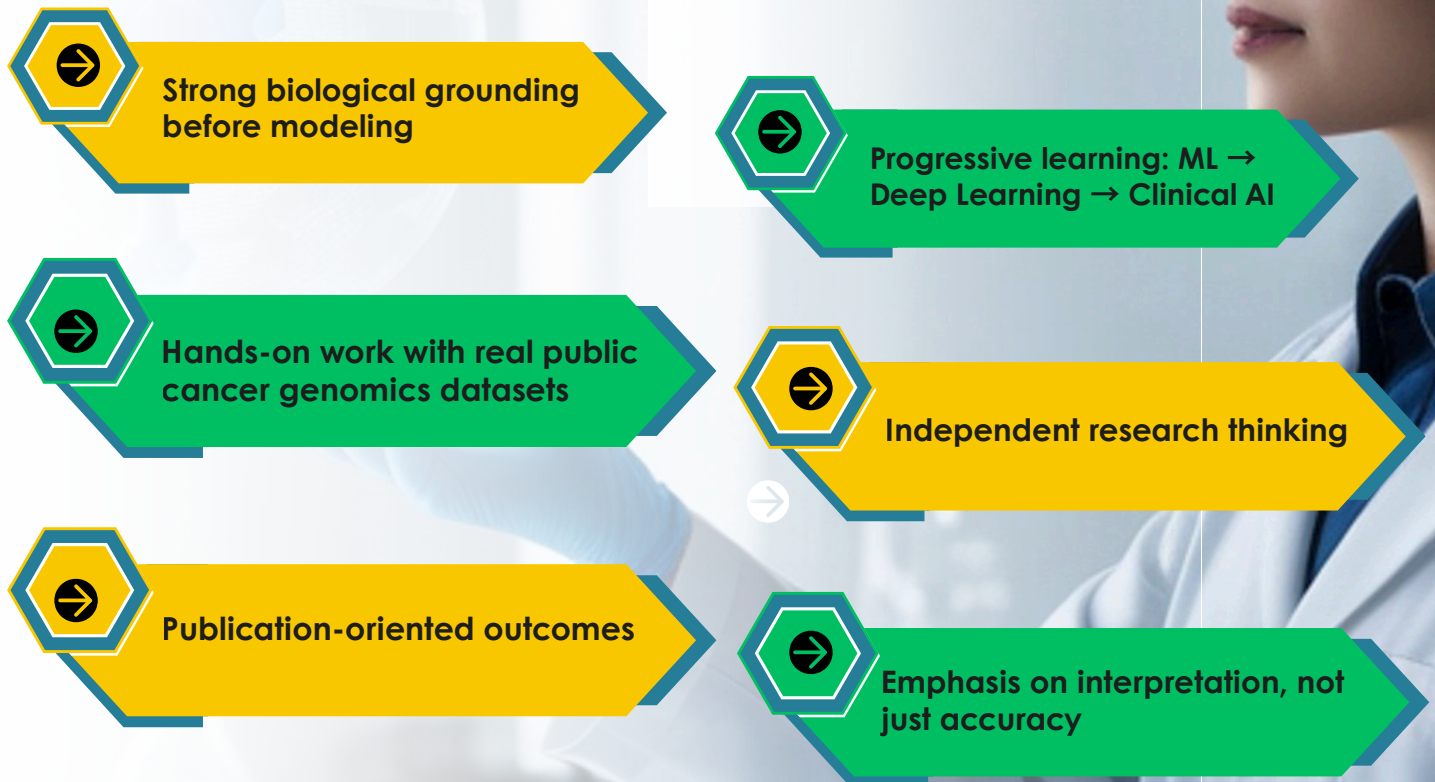 Strong biological grounding
before modeling
Progressive learning: ML →
Deep Learning → Clinical AI
Hands-on work with real public
cancer genomics datasets
Independent research thinking
Publication-oriented outcomes
Emphasis on interpretation, not
just accuracy